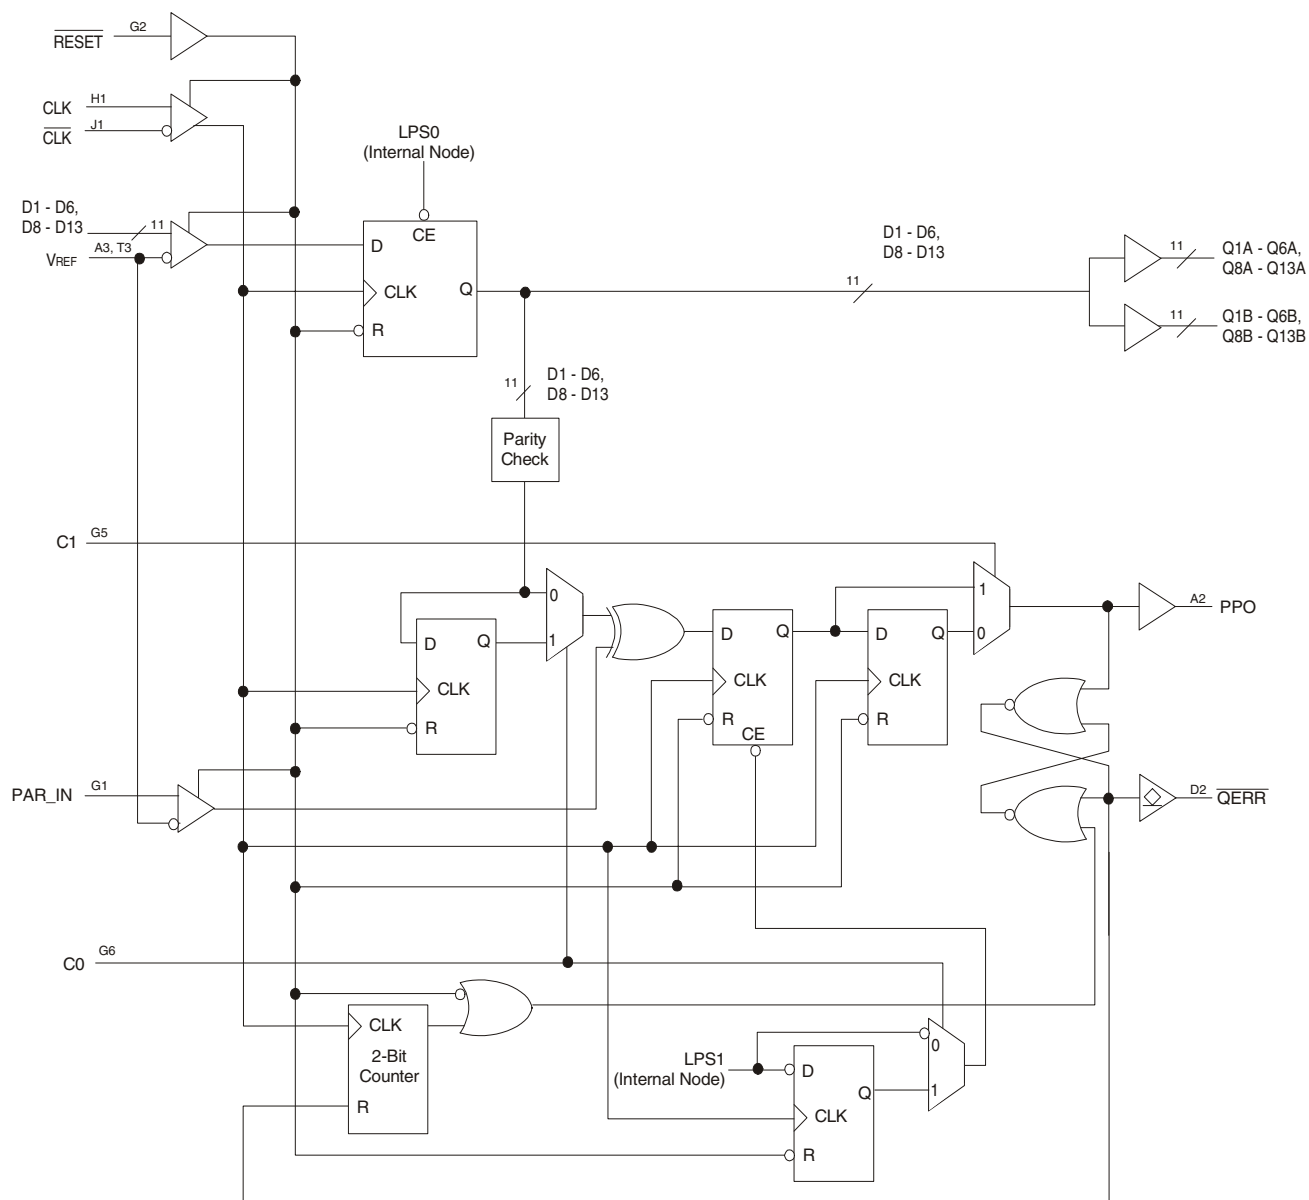 RESET
G2
CLK
H1
CLK
J1
LPS0
(Internal Node)
D1 - D6,
D8 - D13
11
VREF
A3, T3
CE
D
CLK
Q
R
D1 - D6,
D8 - D13
11
11
Q1A - Q6A,
Q8A - Q13A
11
Q1B - Q6B,
Q8B - Q13B
11
D1 - D6,
D8 - D13
Parity
Check
C1
G5
0
1
D
Q
CLK
R
D
Q
CLK
R
CE
D
Q
CLK
R
1
0
A2
PPO
PAR_IN
G1
D2
QERR
C0
G6
CLK
2-Bit
Counter
R
LPS1
(Internal Node)
D
Q
CLK
R
0
1